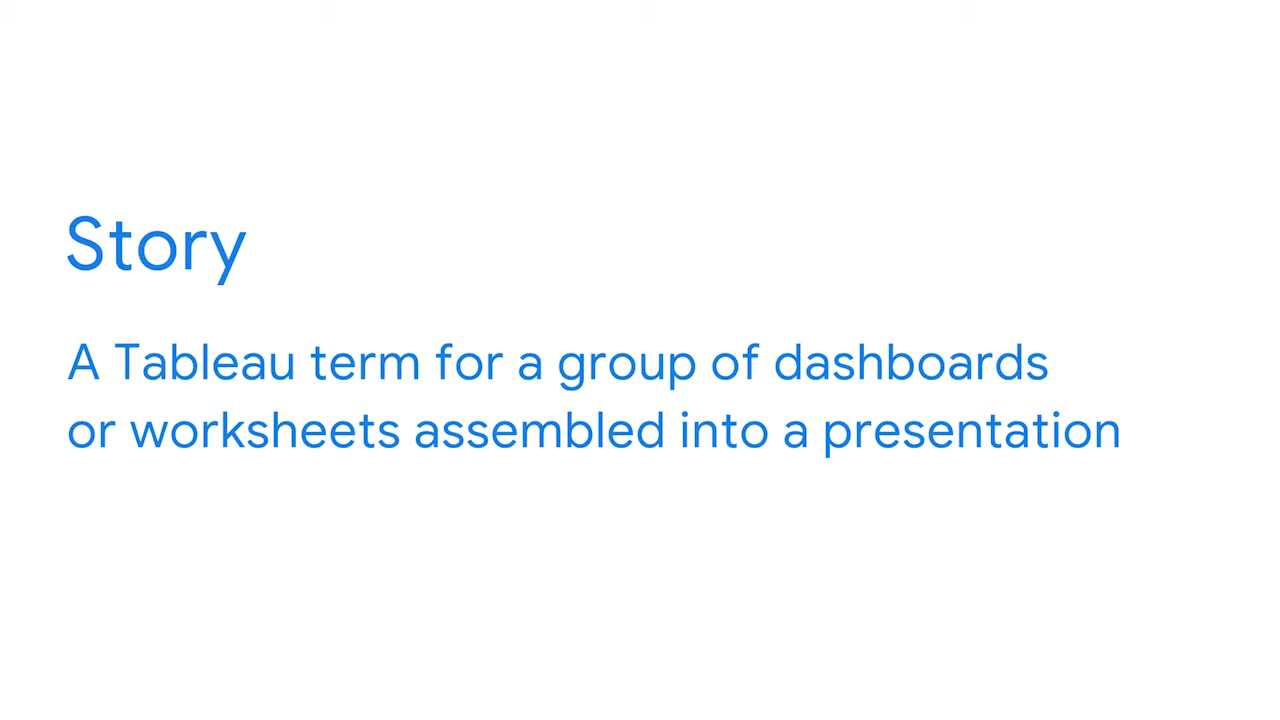 Story
A Tableau term for a group of dashboards
or worksheets assembled into a presentation